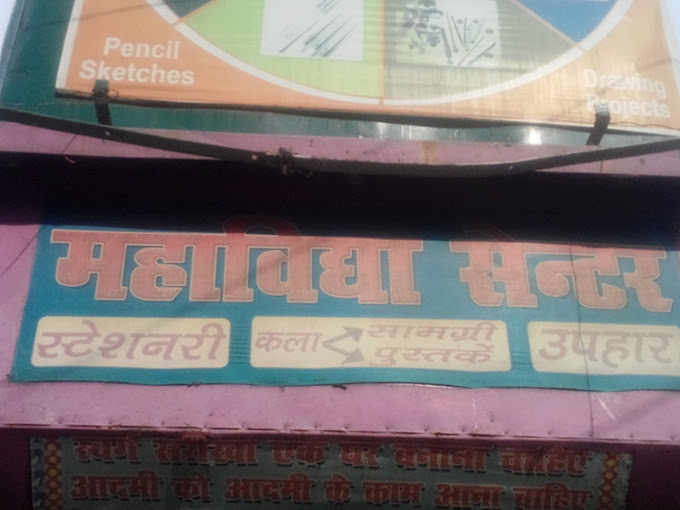 Pencil
Sketches
Drawing
Projects
महाविद्या सेन्टर
स्टेशनरी
कला
सामग्री
पुस्तकें
उपहार
स्वर्ग सरीखा एक घर बनाना चाहिए
आदमी को आदमी के काम आना चाहिए